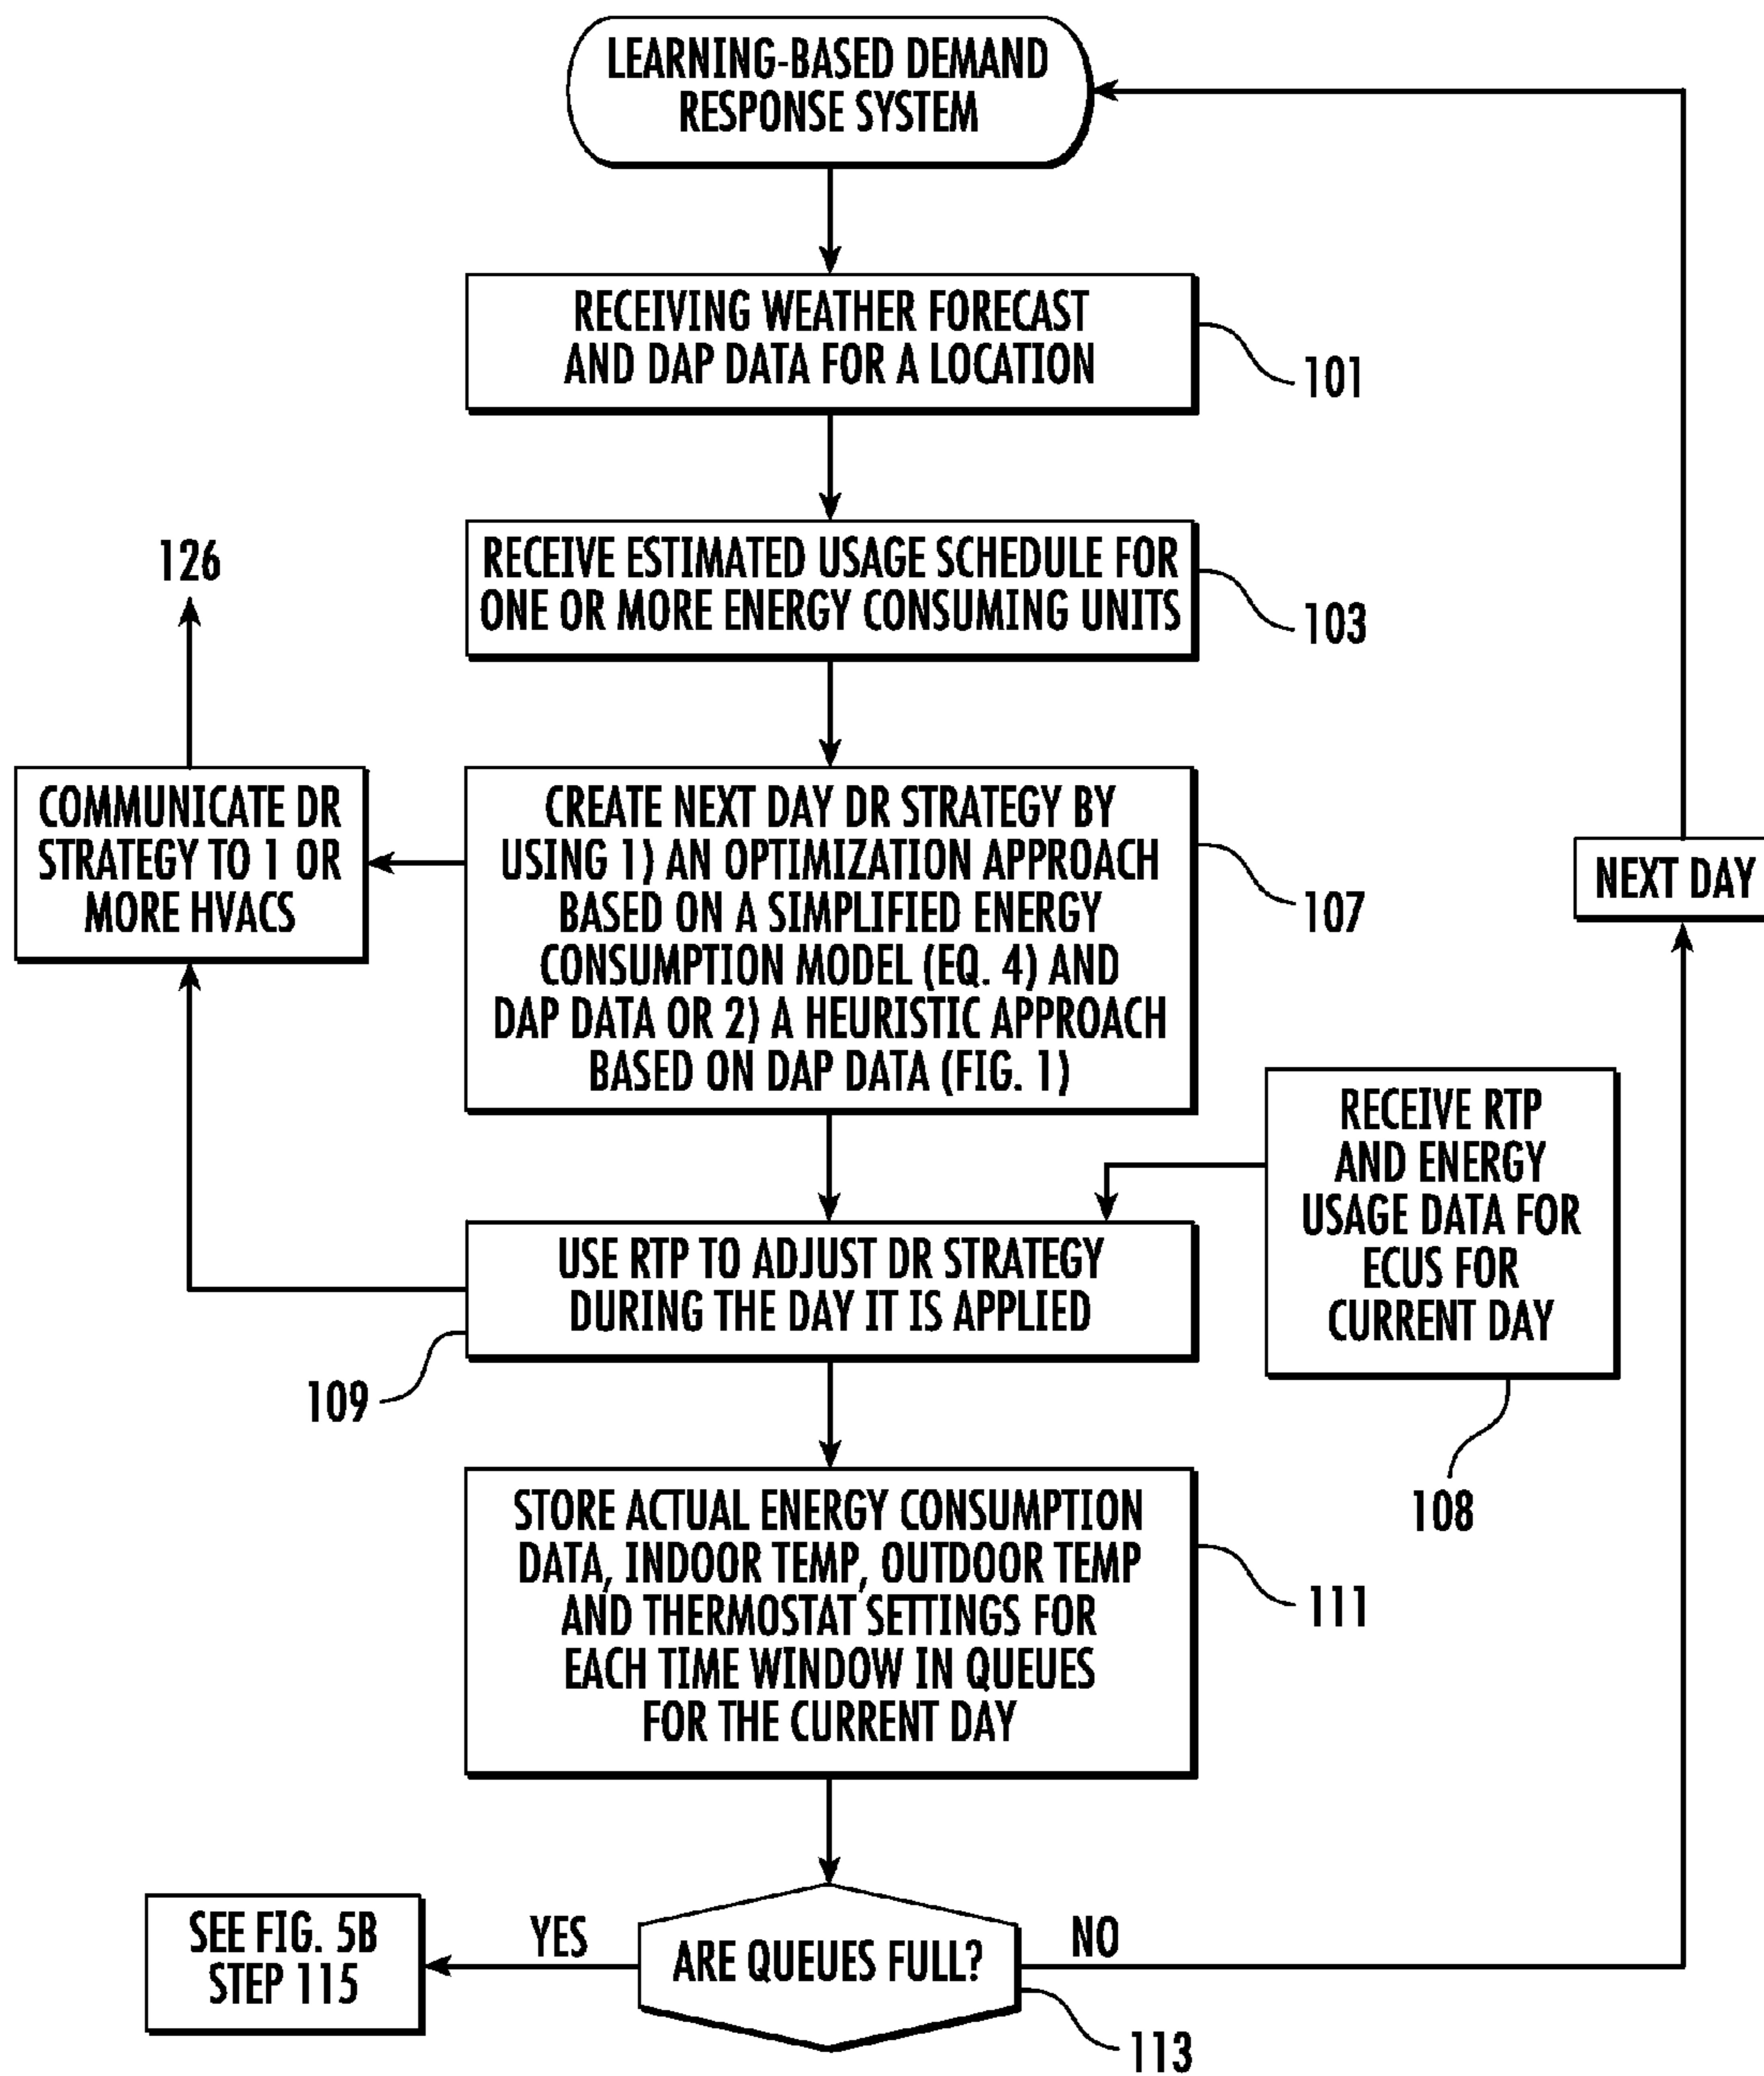 LEARNING-BASED DEMAND
RESPONSE SYSTEM
RECEIVING WEATHER FORECAST
AND DAP DATA FOR A LOCATION
101
RECEIVE ESTIMATED USAGE SCHEDULE FOR
ONE OR MORE ENERGY CONSUMING UNITS
103
126
COMMUNICATE DR
STRATEGY TO 1 OR
MORE HVACS
CREATE NEXT DAY DR STRATEGY BY
USING 1) AN OPTIMIZATION APPROACH
BASED ON A SIMPLIFIED ENERGY
CONSUMPTION MODEL (EQ. 4) AND
DAP DATA OR 2) A HEURISTIC APPROACH
BASED ON DAP DATA (FIG. 1)
107
NEXT DAY
RECEIVE RTP
AND ENERGY
USAGE DATA FOR
ECUS FOR
CURRENT DAY
108
USE RTP TO ADJUST DR STRATEGY
DURING THE DAY IT IS APPLIED
109
STORE ACTUAL ENERGY CONSUMPTION
DATA, INDOOR TEMP, OUTDOOR TEMP
AND THERMOSTAT SETTINGS FOR
EACH TIME WINDOW IN QUEUES
FOR THE CURRENT DAY
111
SEE FIG. 5B
STEP 115
YES
ARE QUEUES FULL?
NO
113